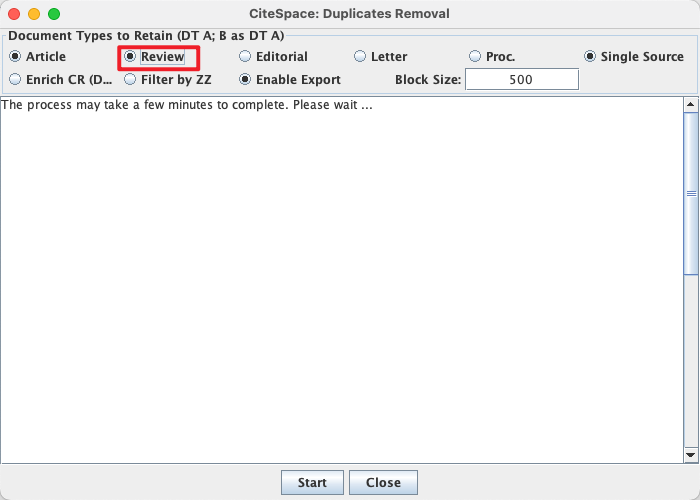 CiteSpace: Duplicates Removal
Document Types to Retain (DT A; B as DT A)
Article Review Editorial Letter Proc. Single Source
Enrich CR (D... Filter by ZZ Enable Export Block Size: 500
The process may take a few minutes to complete. Please wait ...
Start Close